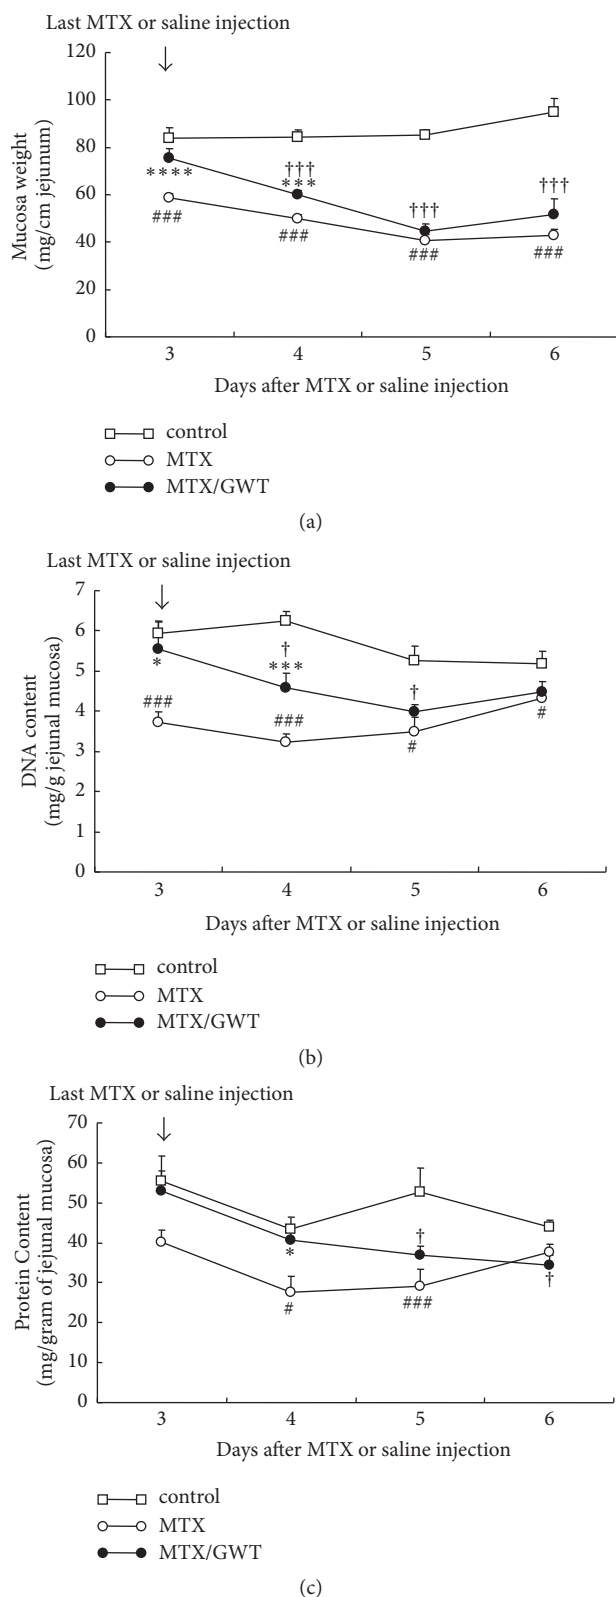 Last MTX or saline injection
120
100
80
60
40
20
0
Mucosa weight
(mg/cm jejunum)
****
###
†††
***
###
†††
###
†††
###
3 4 5 6
Days after MTX or saline injection
control
MTX
MTX/GWT
(a)
Last MTX or saline injection
7
6
5
4
3
2
1
0
DNA content
(mg/g jejunal mucosa)
*
###
†
***
###
†
#
#
3 4 5 6
Days after MTX or saline injection
control
MTX
MTX/GWT
(b)
Last MTX or saline injection
70
60
50
40
30
20
10
0
Protein Content
(mg/gram of jejunal mucosa)
*
#
†
###
†
3 4 5 6
Days after MTX or saline injection
control
MTX
MTX/GWT
(c)